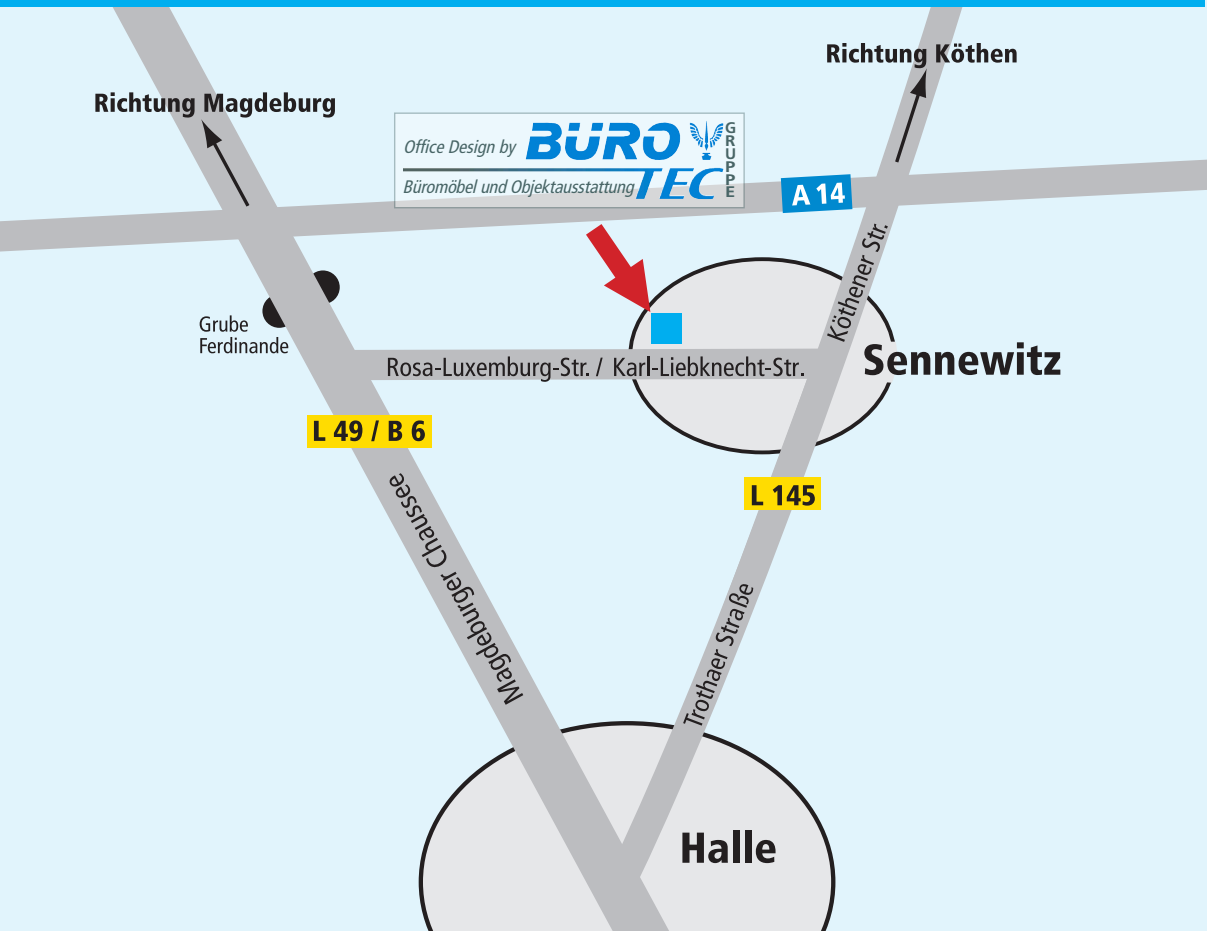 Richtung Köthen
Richtung Magdeburg
Office Design by BÜRO
Büromöbel und Objektausstattung TEC
GRUPPE
A 14
Köthener Str.
Grube
Ferdinande
Rosa-Luxemburg-Str. / Karl-Liebknecht-Str.
Sennewitz
L 49 / B 6
L 145
Magdeburger Chaussee
Trothaer Straße
Halle